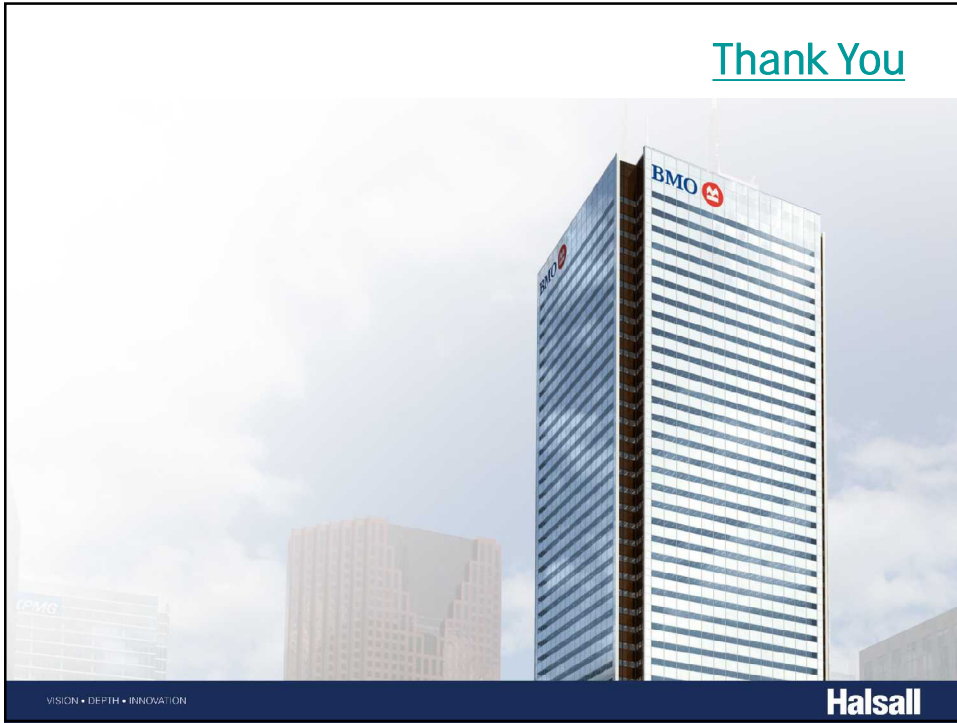 Thank You
BMO
BMO
KPMG
VISION • DEPTH • INNOVATION
Halsall